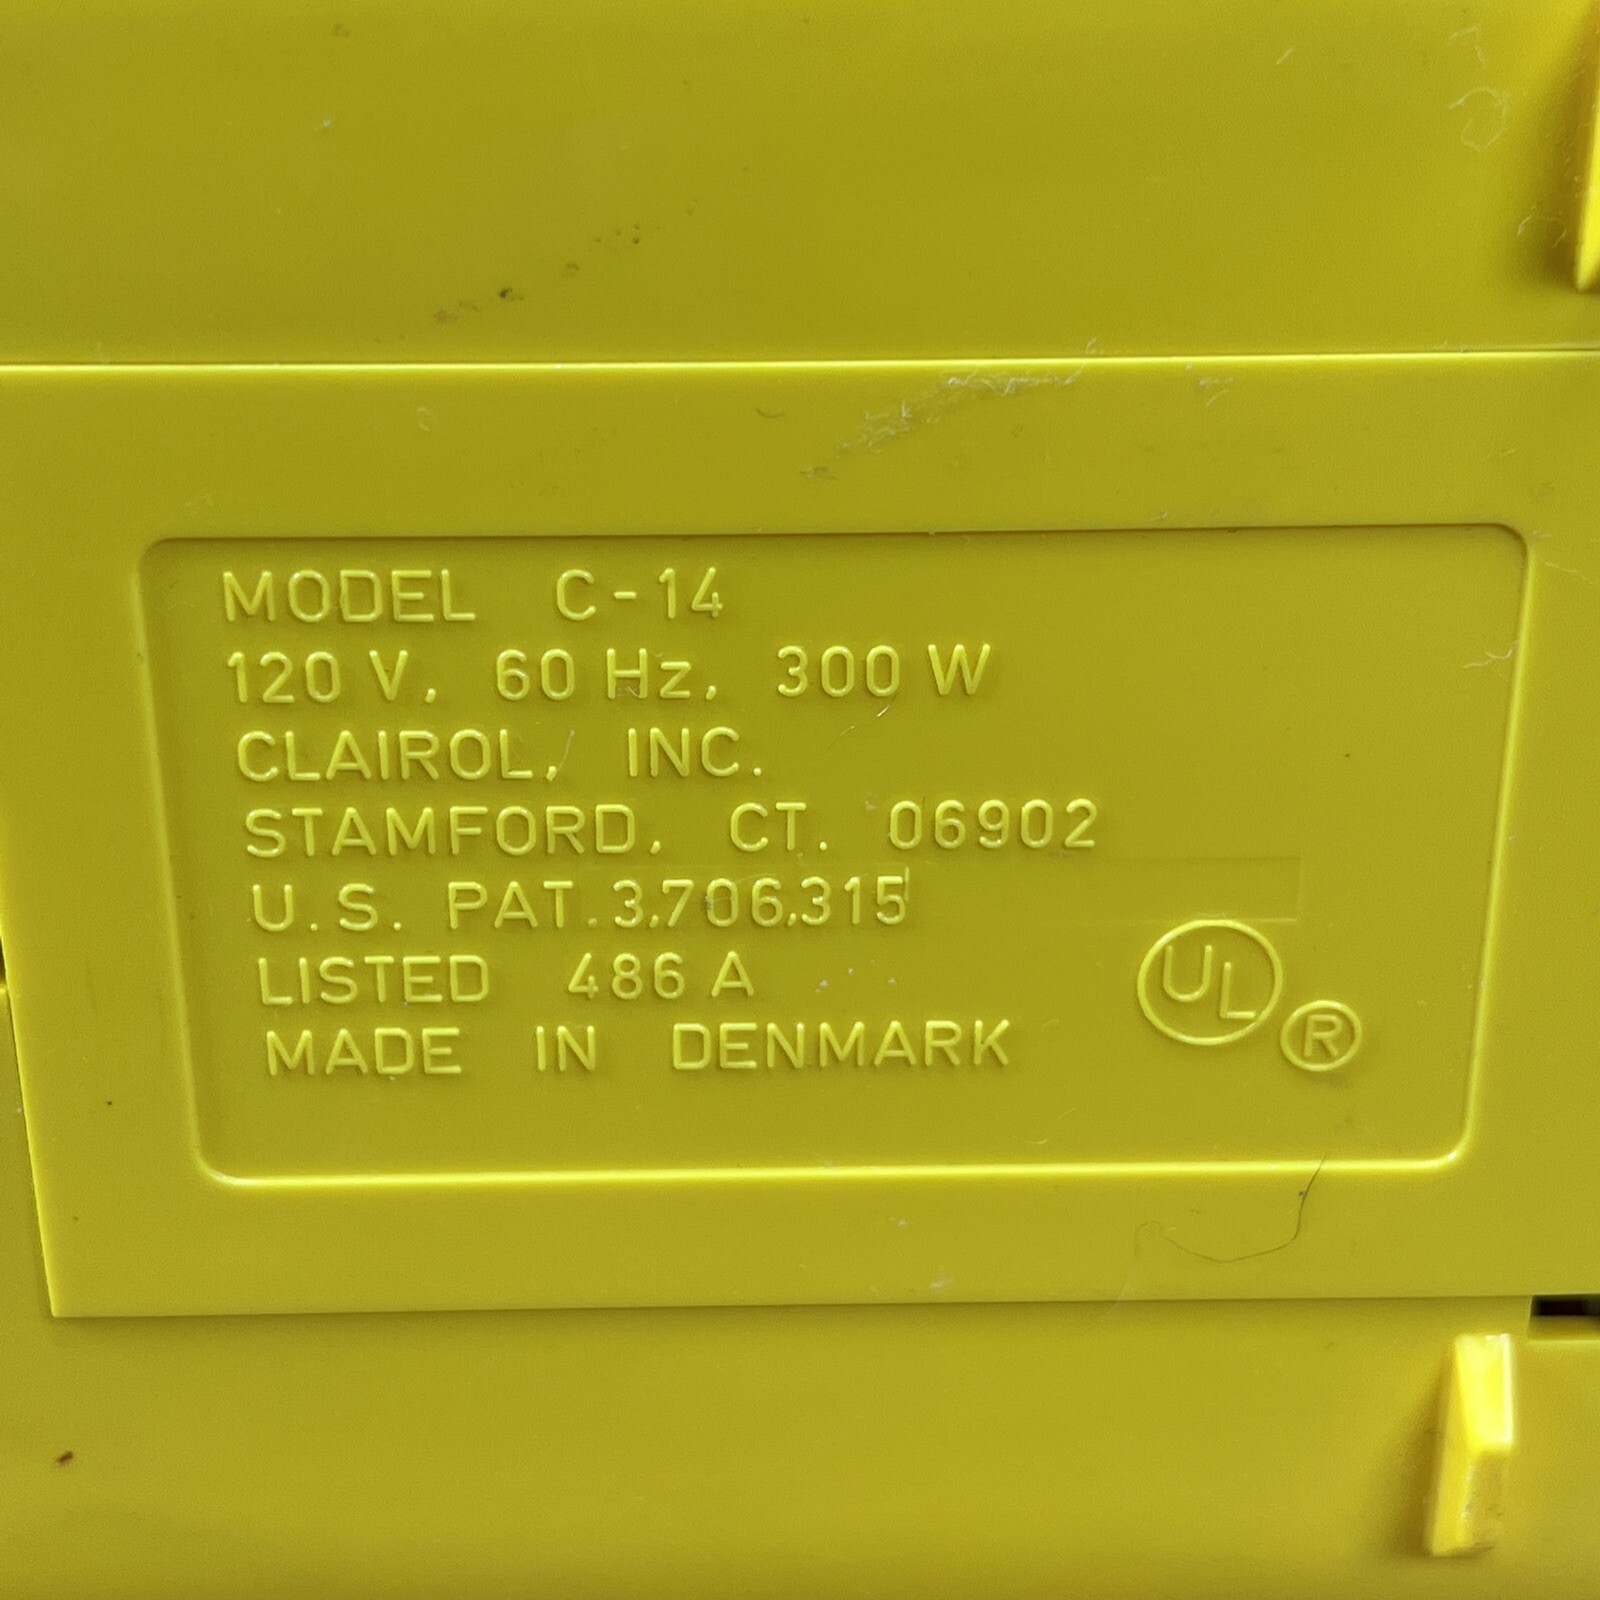 MODEL C-14
120 V, 60 Hz, 300 W
CLAIROL, INC.
STAMFORD, CT. 06902
U.S. PAT. 3,706,315
LISTED 486 A
MADE IN DENMARK
UL ®